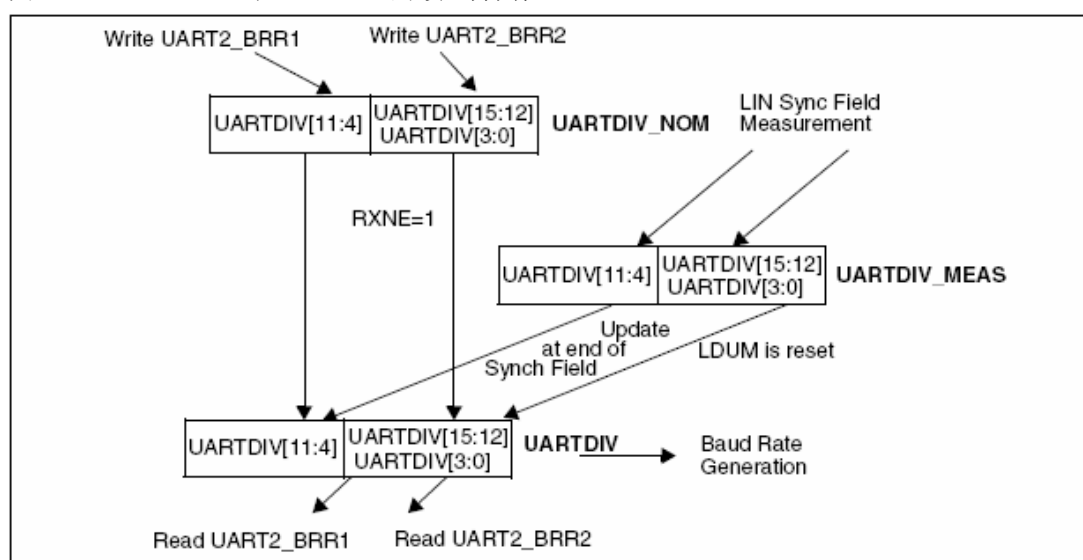 Write UART2_BRR1
Write UART2_BRR2
UARTDIV[11:4]
UARTDIV[15:12]
UARTDIV[3:0]
UARTDIV_NOM
LIN Sync Field
Measurement
RXNE=1
UARTDIV[11:4]
UARTDIV[15:12]
UARTDIV[3:0]
UARTDIV_MEAS
Update
at end of
Synch Field
LDUM is reset
UARTDIV[11:4]
UARTDIV[15:12]
UARTDIV[3:0]
UARTDIV
Baud Rate
Generation
Read UART2_BRR1
Read UART2_BRR2